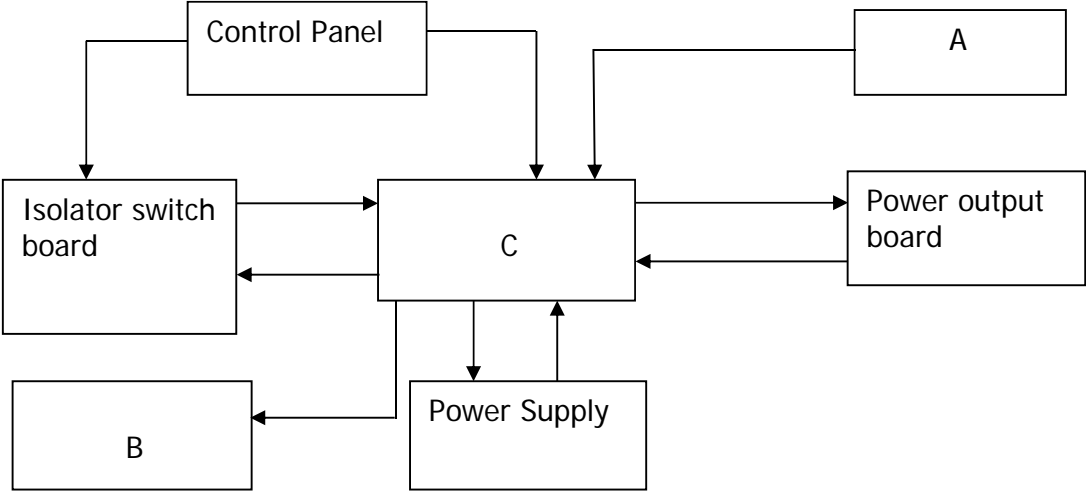 Control Panel
A
Isolator switch
board
C
Power output
board
B
Power Supply